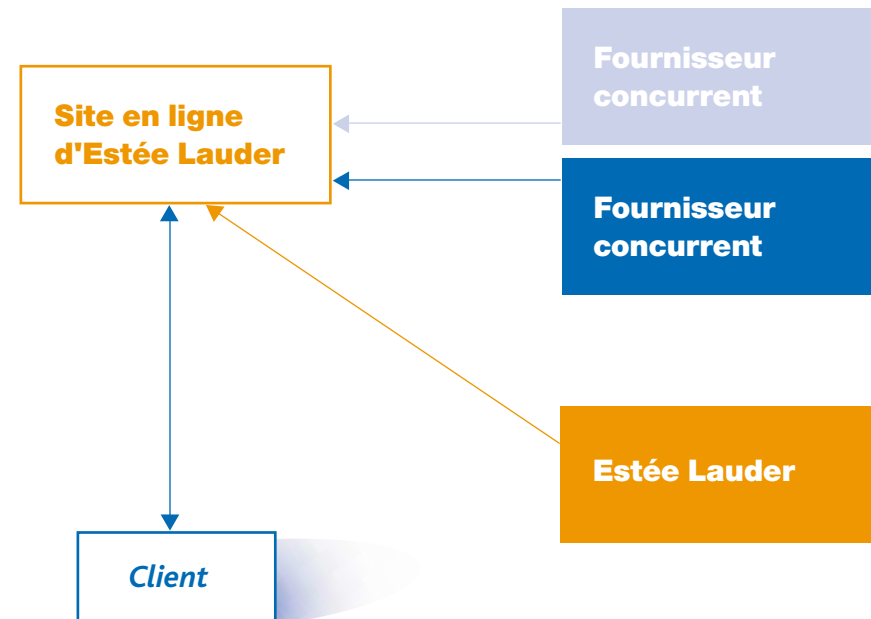 Fournisseur
concurrent
Site en ligne
d'Estée Lauder
Fournisseur
concurrent
Estée Lauder
Client